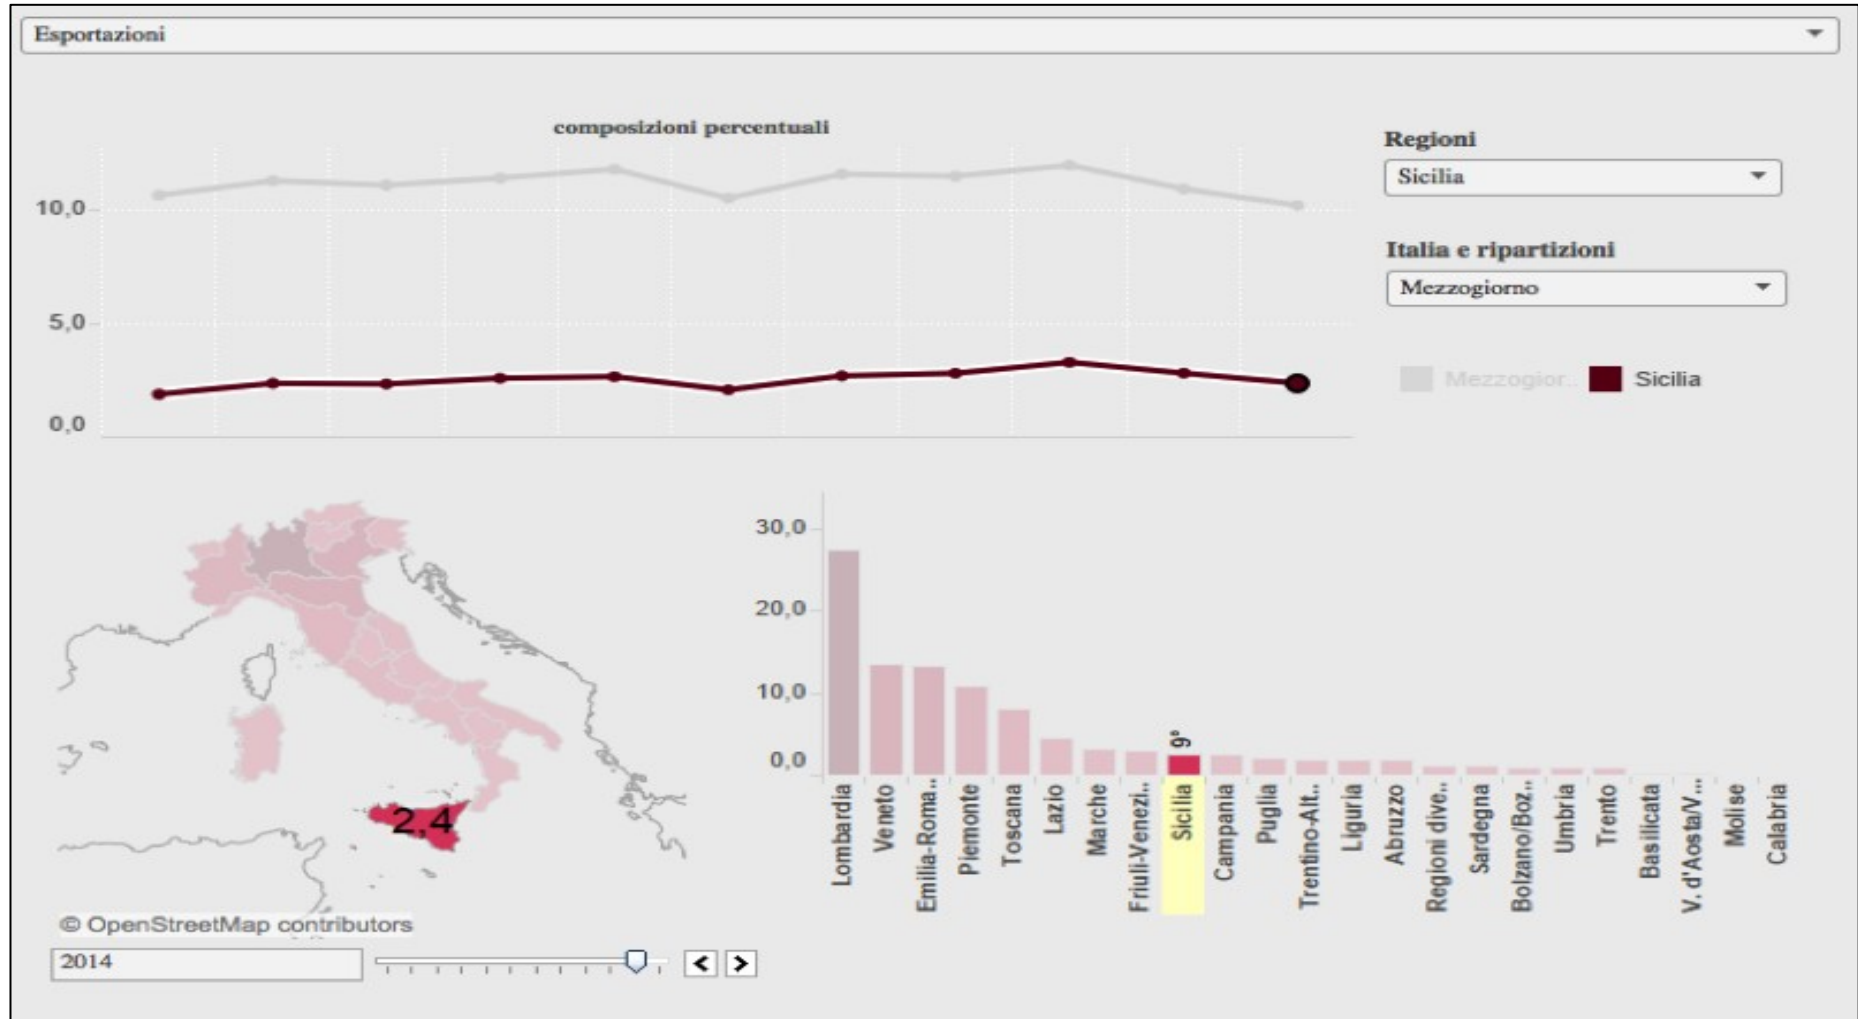 Esportazioni
composizioni percentuali
10,0
5,0
0,0
Regioni
Sicilia
Italia e ripartizioni
Mezzogiorno
Mezzogior..
Sicilia
2,4
© OpenStreetMap contributors
2014
30,0
20,0
10,0
0,0
9°
Lombardia
Veneto
Emilia-Roma..
Piemonte
Toscana
Lazio
Marche
Friuli-Venezi..
Sicilia
Campania
Puglia
Trentino-Alt..
Liguria
Abruzzo
Regioni dive..
Sardegna
Bolzano/Boz..
Umbria
Trento
Basilicata
V. d'Aosta/V...
Molise
Calabria